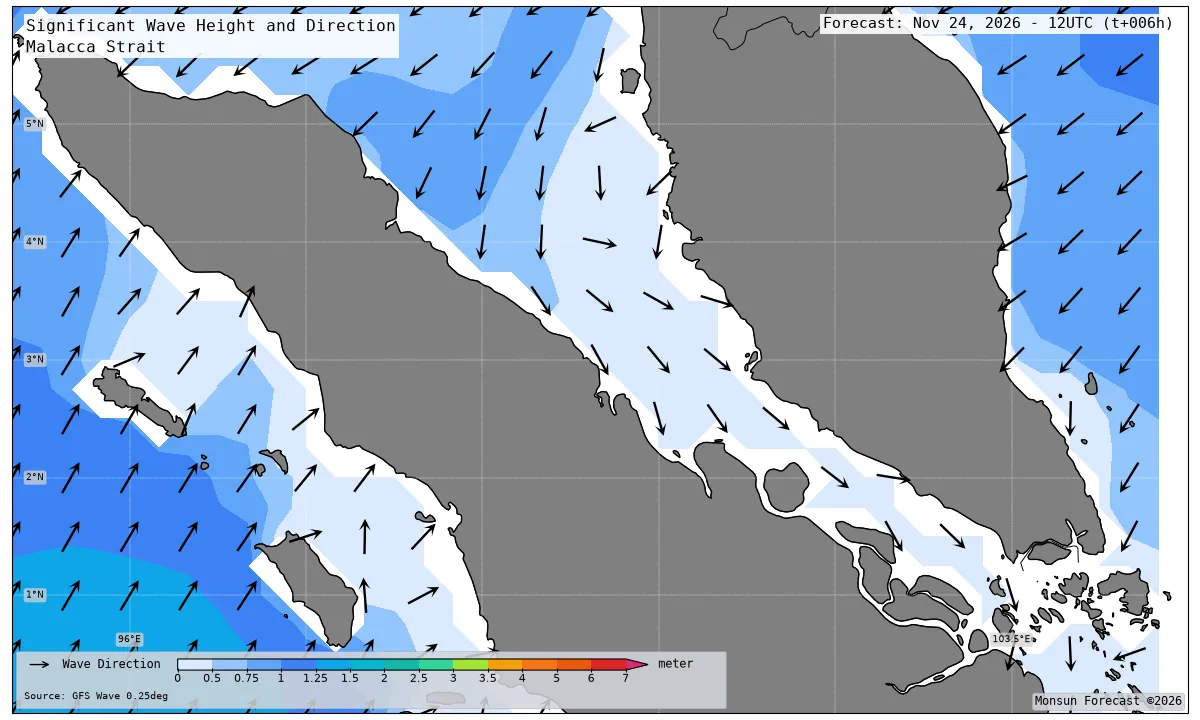 Significant Wave Height and Direction
Malacca Strait
Forecast: Nov 24, 2026 - 12UTC (t+006h)
5°N
4°N
3°N
2°N
1°N
96°E
103.5°E
Wave Direction
0 0.5 0.75 1 1.25 1.5 2 2.5 3 3.5 4 5 6 7
meter
Source: GFS Wave 0.25deg
Monsun Forecast ©2026